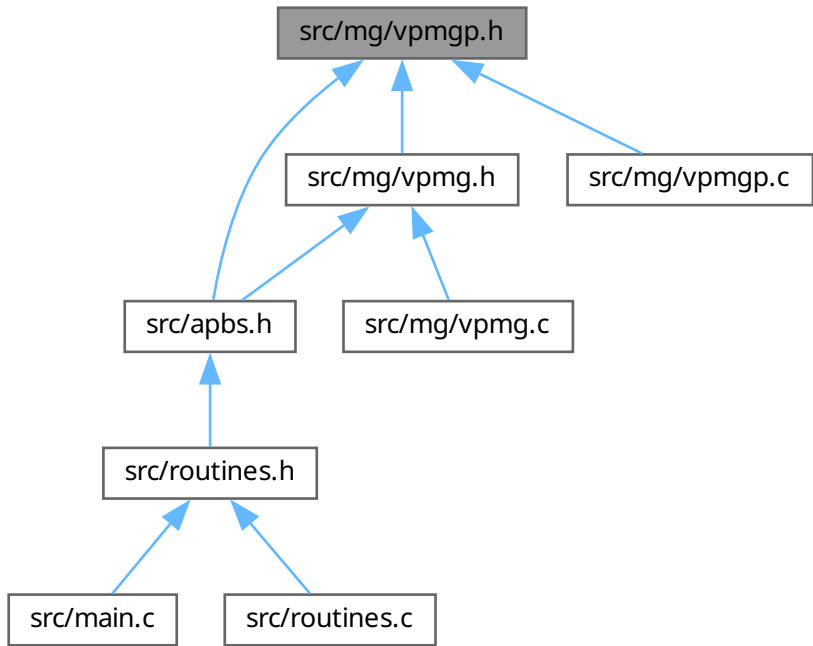 src/mg/vpmgp.h
src/mg/vpmg.h
src/mg/vpmgp.c
src/apbs.h
src/mg/vpmg.c
src/routines.h
src/main.c
src/routines.c